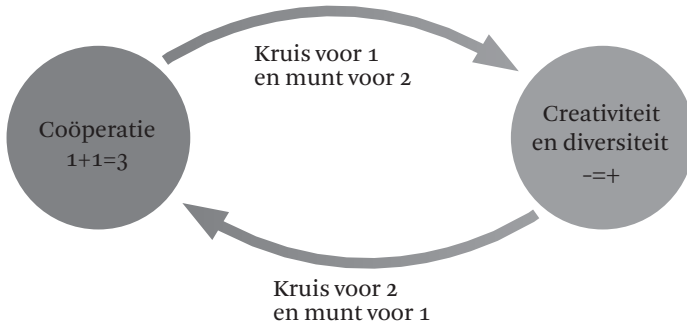 Kruis voor 1
en munt voor 2
Coöperatie
1+1=3
Creativiteit
en diversiteit
-=+
Kruis voor 2
en munt voor 1